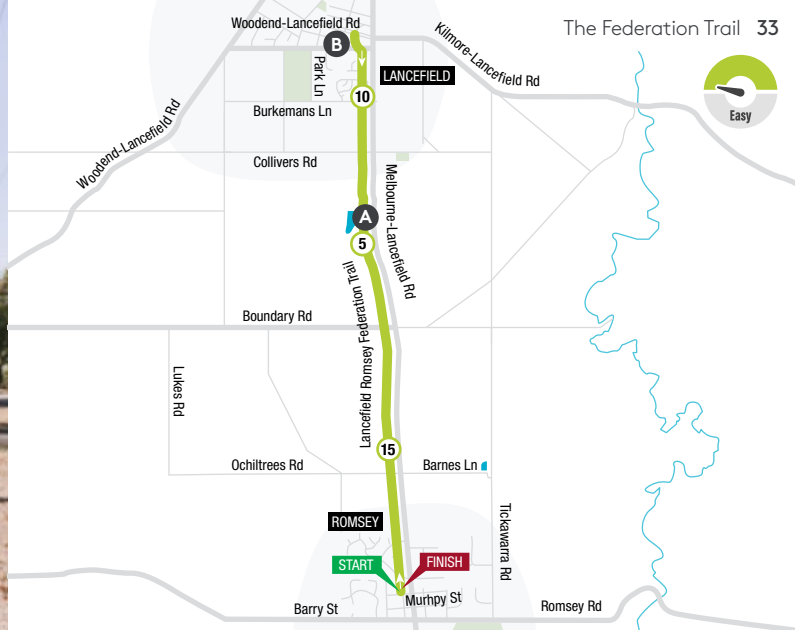 The Federation Trail 33
Woodend-Lancefield Rd
Kilmore-Lancefield Rd
B
Park Ln
LANCEFIELD
10
Easy
Burkemans Ln
Woodend-Lancefield Rd
Collivers Rd
Melbourne-Lancefield Rd
A
5
Lancefield Romsey Federation Trail
Boundary Rd
Lukes Rd
15
Ochiltrees Rd
Barnes Ln
ROMSEY
Tickawarra Rd
START
FINISH
Murhpy St
Barry St
Romsey Rd